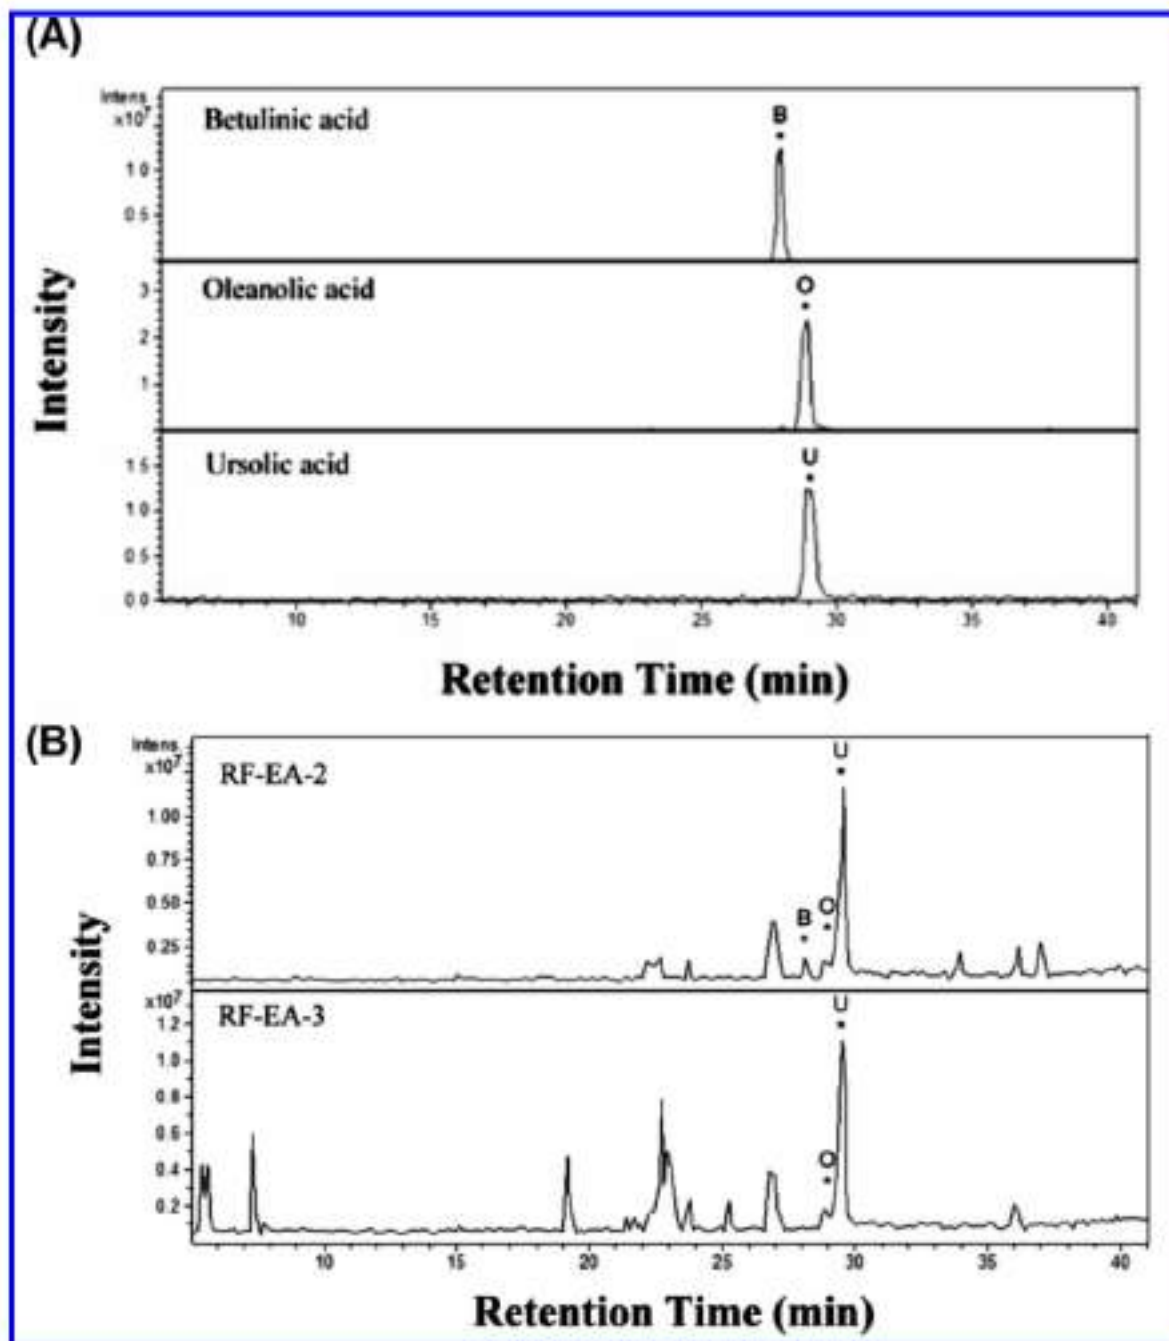 (A)
Intens
x10⁷
Betulinic acid
B
1.0
0.5
Oleanolic acid
O
3
2
1
Ursolic acid
U
1.5
1.0
0.5
0.0
10 15 20 25 30 35 40
Intensity
Retention Time (min)
(B)
Intens
x10⁷
RF-EA-2
U
1.00
0.75
0.50
0.25
B
O
x10⁷
RF-EA-3
U
1.2
1.0
0.8
0.6
0.4
0.2
O
10 15 20 25 30 35 40
Intensity
Retention Time (min)